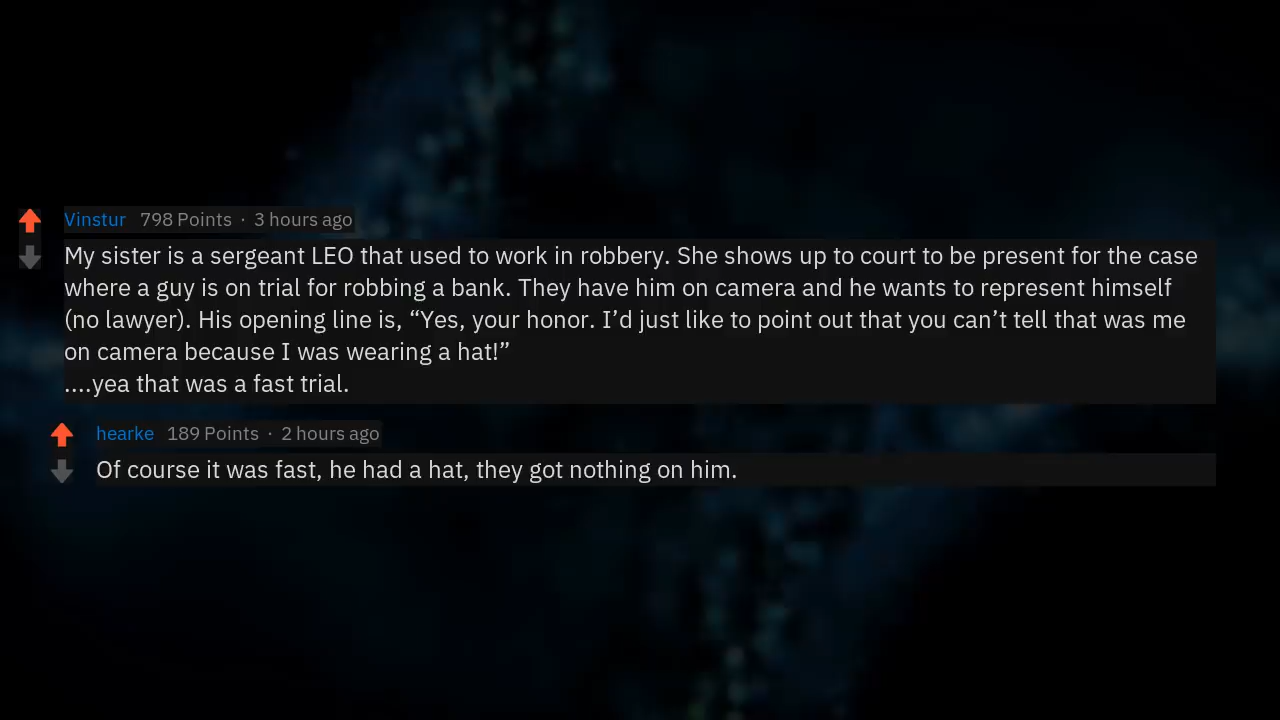 Vinstur 798 Points · 3 hours ago
My sister is a sergeant LEO that used to work in robbery. She shows up to court to be present for the case
where a guy is on trial for robbing a bank. They have him on camera and he wants to represent himself
(no lawyer). His opening line is, “Yes, your honor. I’d just like to point out that you can’t tell that was me
on camera because I was wearing a hat!”
....yea that was a fast trial.
hearke 189 Points · 2 hours ago
Of course it was fast, he had a hat, they got nothing on him.